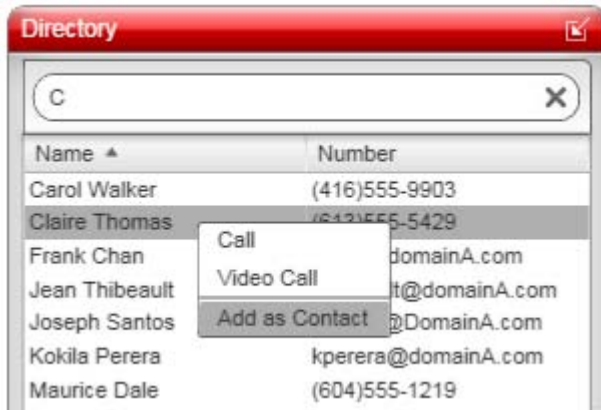 Directory
C
Name Number
Carol Walker (416)555-9903
Claire Thomas (613)555-5429
Call
Frank Chan domainA.com
Video Call
Jean Thibeault lt@domainA.com
Add as Contact
Joseph Santos @DomainA.com
Kokila Perera kperera@domainA.com
Maurice Dale (604)555-1219